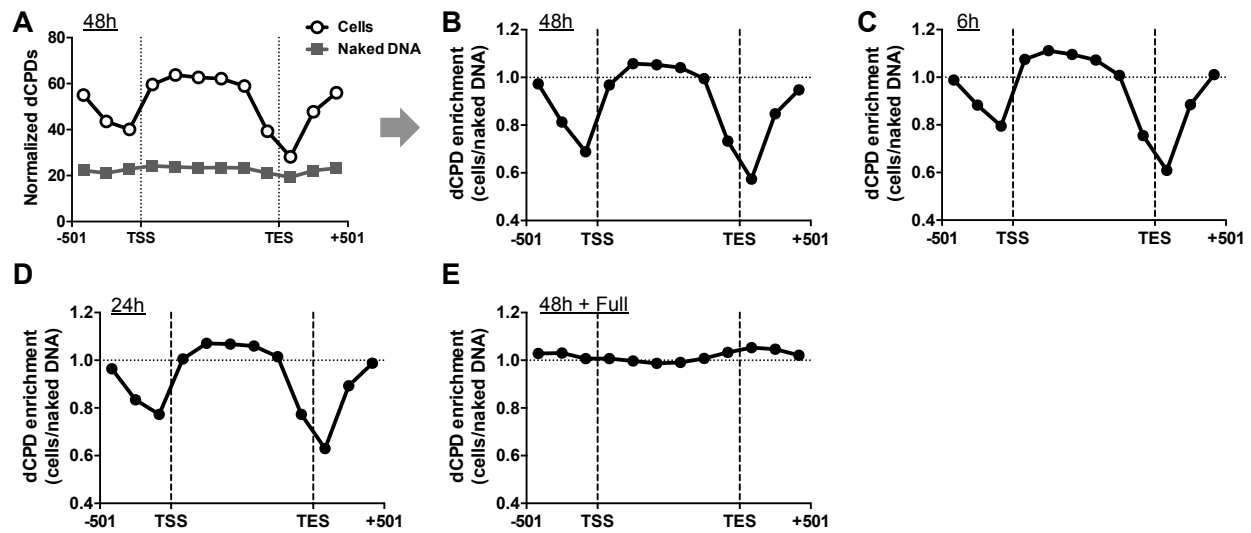 A
48h
80
60
40
20
0
Normalized dCPDs
Cells
Naked DNA
-501
TSS
TES
+501
B
48h
1.2
1.0
0.8
0.6
0.4
dCPD enrichment
(cells/naked DNA)
-501
TSS
TES
+501
C
6h
1.2
1.0
0.8
0.6
0.4
dCPD enrichment
(cells/naked DNA)
-501
TSS
TES
+501
D
24h
1.2
1.0
0.8
0.6
0.4
dCPD enrichment
(cells/naked DNA)
-501
TSS
TES
+501
E
48h + Full
1.2
1.0
0.8
0.6
0.4
dCPD enrichment
(cells/naked DNA)
-501
TSS
TES
+501